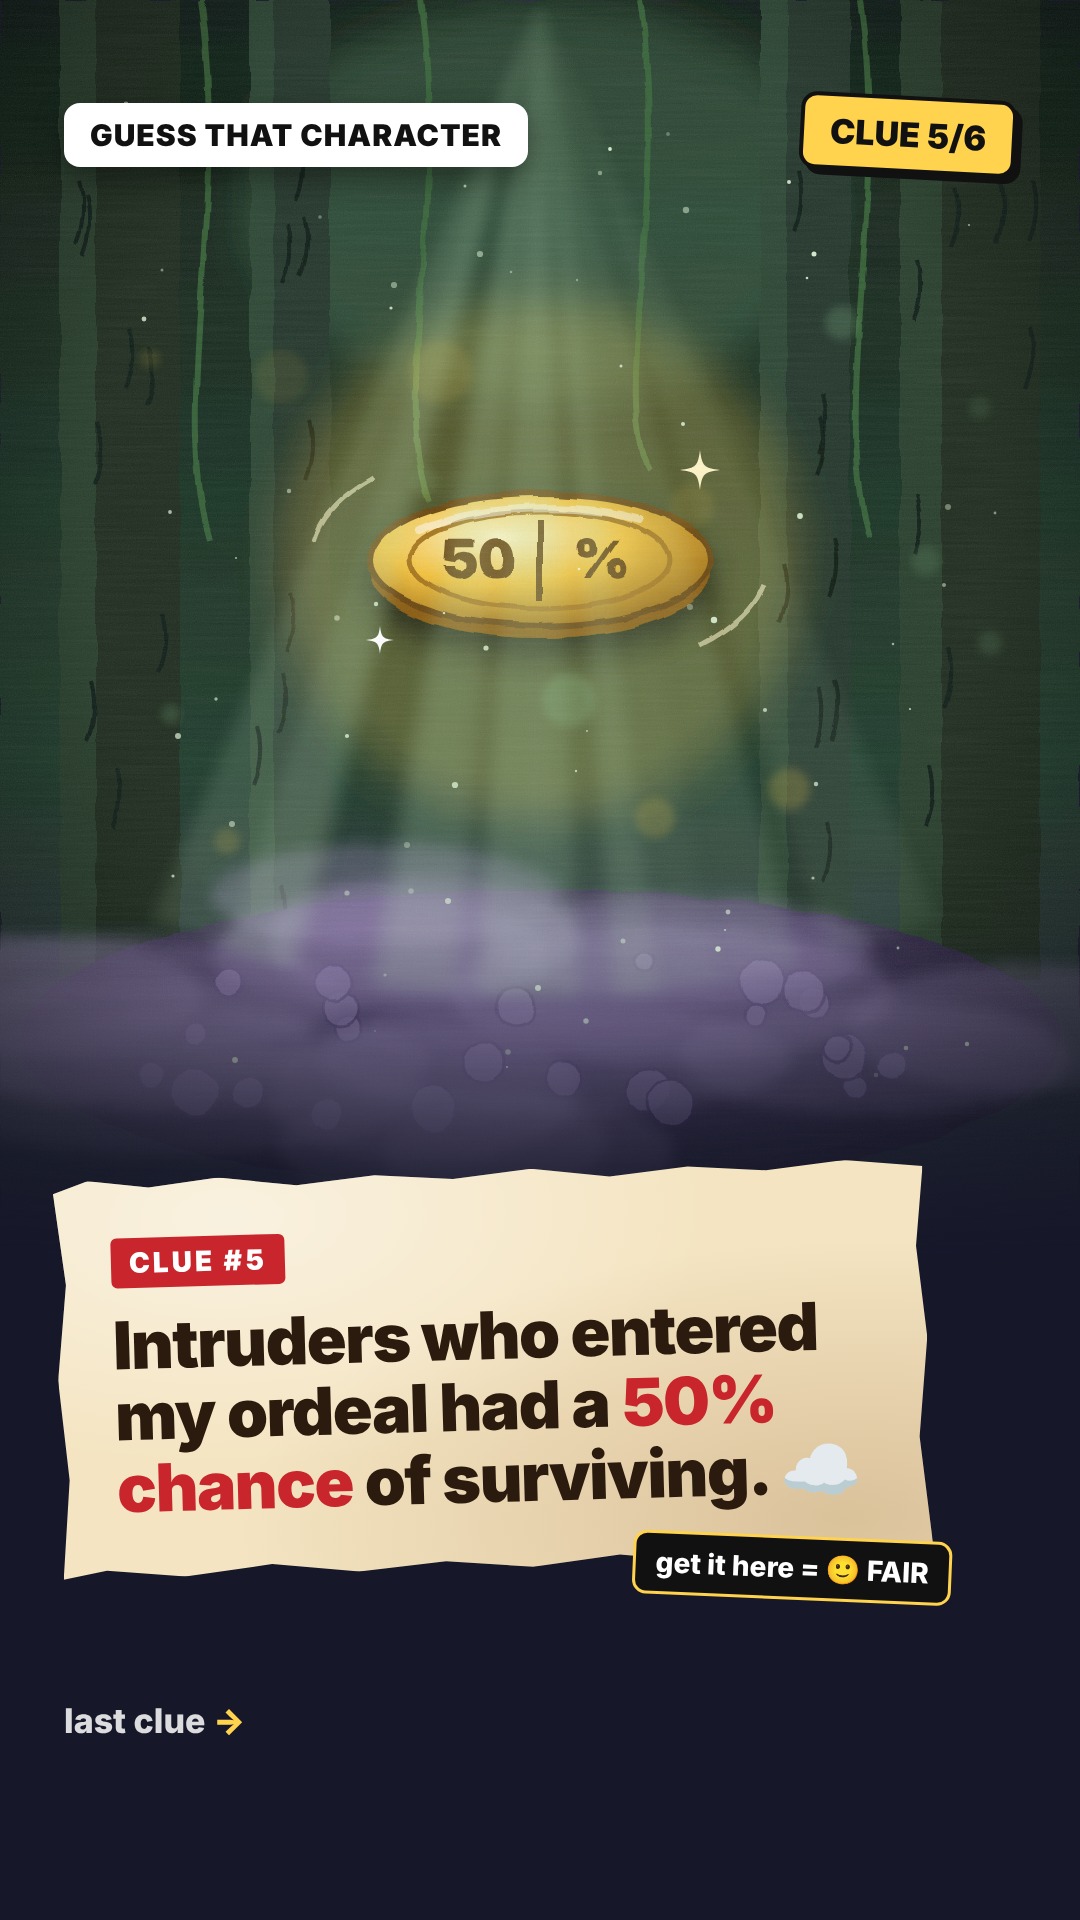 GUESS THAT CHARACTER
CLUE 5/6
50 %
CLUE #5
Intruders who entered
my ordeal had a 50%
chance of surviving. ☁️
get it here = 🙂 FAIR
last clue →